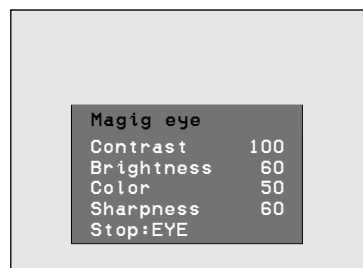 Magig eye
Contrast 100
Brightness 60
Color 50
Sharpness 60
Stop:EYE